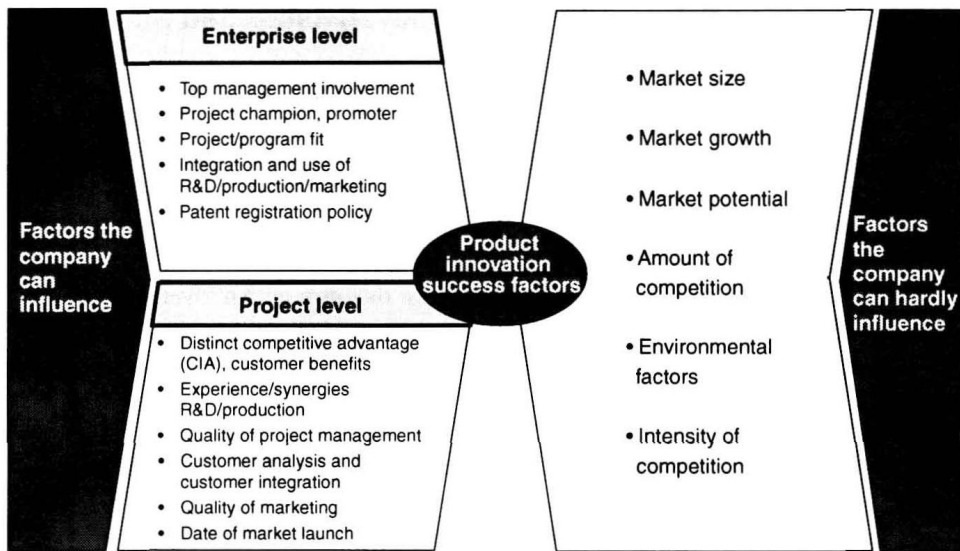 Factors the
company
can
influence
Enterprise level
• Top management involvement
• Project champion, promoter
• Project/program fit
• Integration and use of
R&D/production/marketing
• Patent registration policy
Project level
• Distinct competitive advantage
(CIA), customer benefits
• Experience/synergies
R&D/production
• Quality of project management
• Customer analysis and
customer integration
• Quality of marketing
• Date of market launch
Product
innovation
success factors
• Market size
• Market growth
• Market potential
• Amount of
competition
• Environmental
factors
• Intensity of
competition
Factors
the
company
can hardly
influence